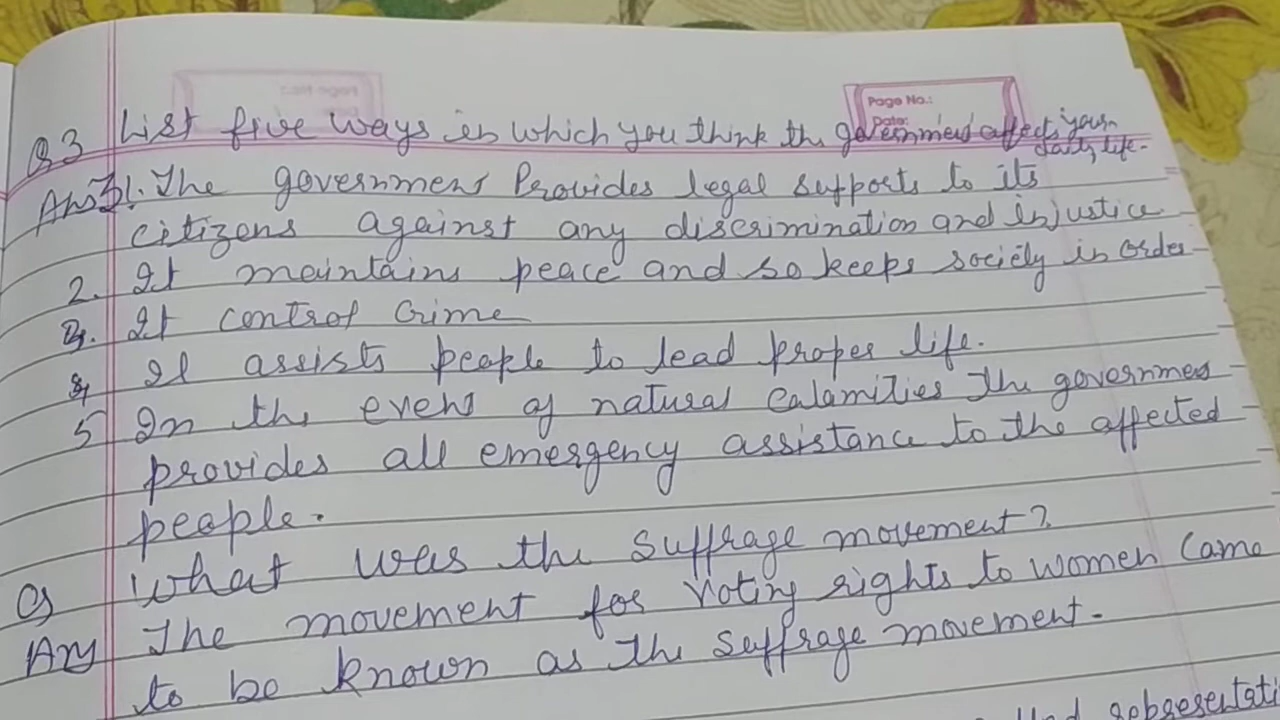 Page No.:
Date:
Q3 List five ways in which you think the government affects your
daily life.
Ans 1. The government Provides legal supports to its
citizens against any discrimination and injustice
2. It maintains peace and so keeps society in order
3. It control Crime
4 It assists people to lead proper life.
5 In the event of natural Calamities The government
provides all emergency assistance to the affected
people.
Q What was the suffrage movement?
Ans The movement for Voting rights to women Came
to be known as the suffrage movement.